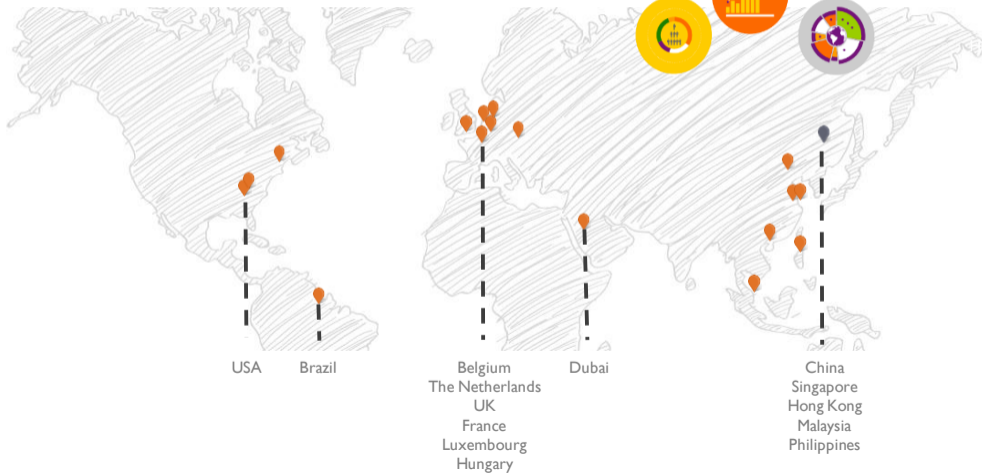 USA
Brazil
Belgium
The Netherlands
UK
France
Luxembourg
Hungary
Dubai
China
Singapore
Hong Kong
Malaysia
Philippines